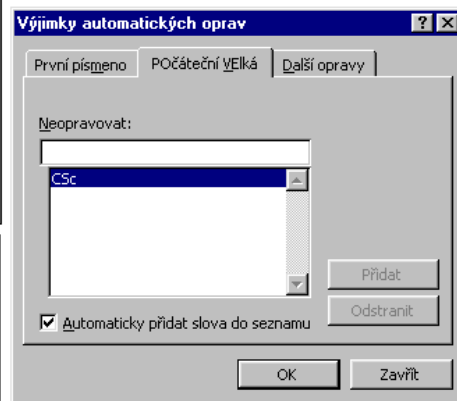 Výjimky automatických oprav
První písmeno POčáteční VElká Další opravy
Neopravovat:
CSc
Přidat
Odstranit
Automaticky přidat slova do seznamu
OK Zavřít